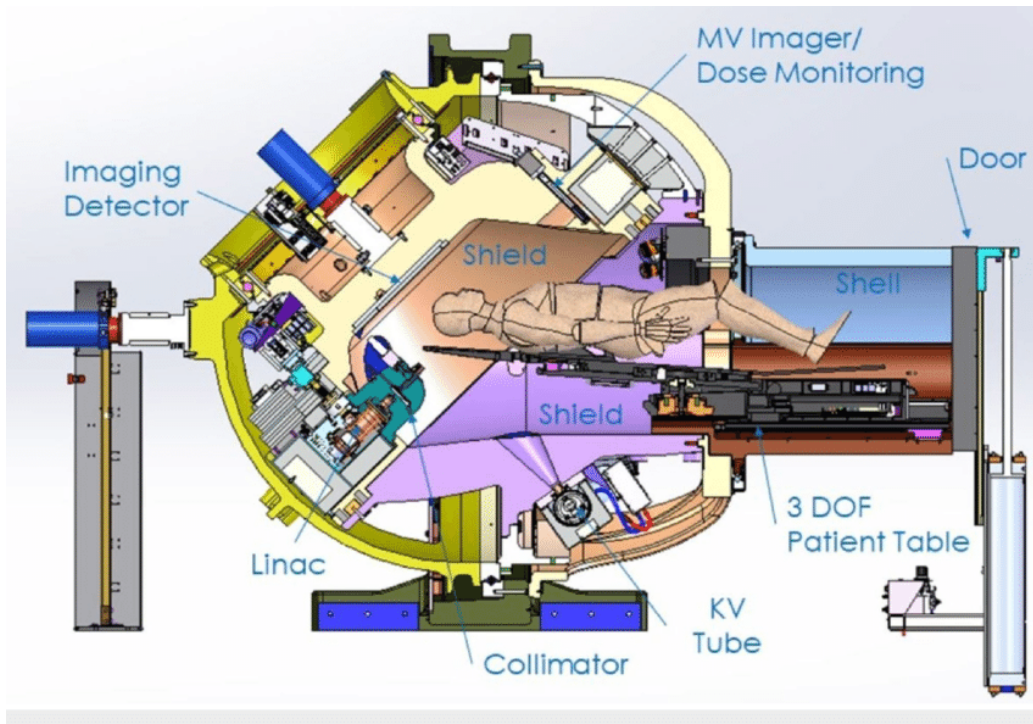 MV Imager/
Dose Monitoring
Door
Imaging
Detector
Shield
Shell
Shield
3 DOF
Patient Table
Linac
KV
Tube
Collimator